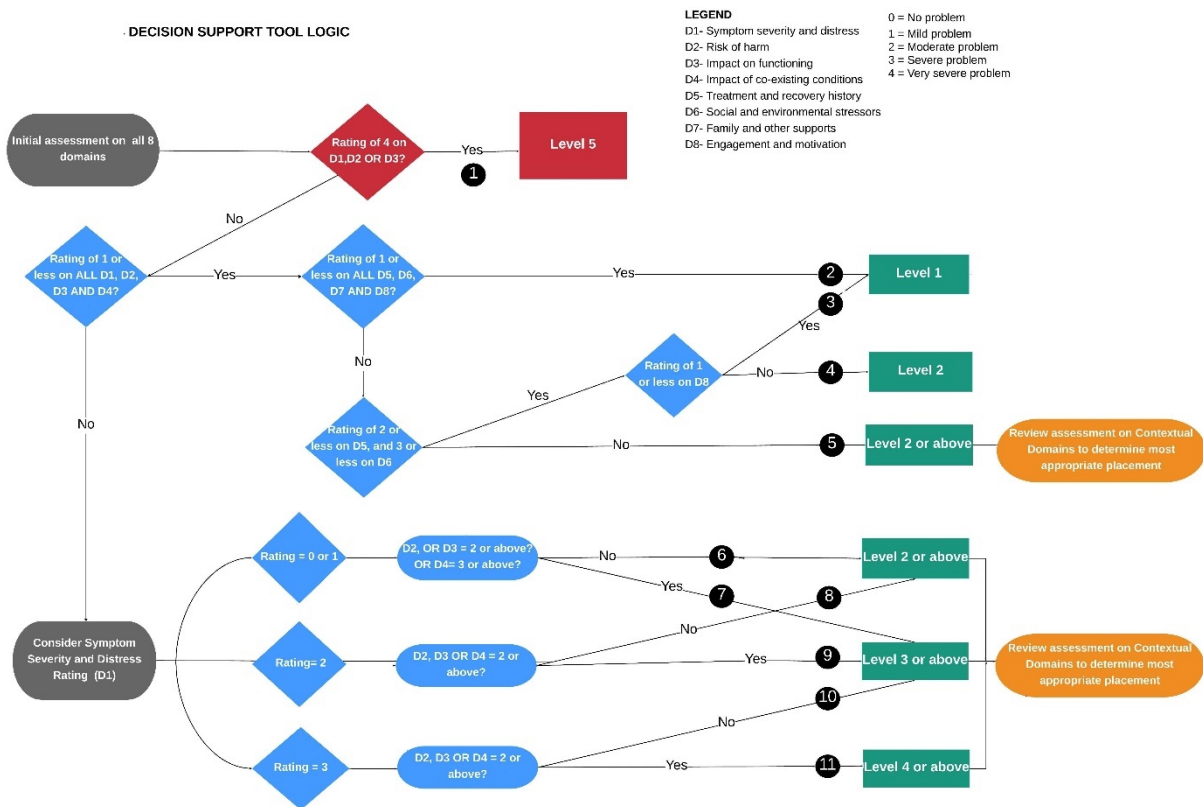 . DECISION SUPPORT TOOL LOGIC
LEGEND
D1- Symptom severity and distress
D2- Risk of harm
D3- Impact on functioning
D4- Impact of co-existing conditions
D5- Treatment and recovery history
D6- Social and environmental stressors
D7- Family and other supports
D8- Engagement and motivation
0 = No problem
1 = Mild problem
2 = Moderate problem
3 = Severe problem
4 = Very severe problem
Initial assessment on all 8
domains
Rating of 4 on
D1,D2 OR D3?
Yes
1
Level 5
No
Rating of 1 or
less on ALL D1, D2,
D3 AND D4?
Yes
Rating of 1 or
less on ALL D5, D6,
D7 AND D8?
Yes
2
Level 1
3
Yes
No
Rating of 1
or less on D8
No
4
Level 2
Yes
Rating of 2 or
less on D5, and 3 or
less on D6
No
5
Level 2 or above
Review assessment on Contextual
Domains to determine most
appropriate placement
No
Consider Symptom
Severity and Distress
Rating (D1)
Rating = 0 or 1
D2, OR D3 = 2 or above?
OR D4= 3 or above?
No
6
Level 2 or above
Yes
7
8
No
Rating= 2
D2, D3 OR D4 = 2 or
above?
Yes
9
Level 3 or above
Review assessment on Contextual
Domains to determine most
appropriate placement
10
No
Rating = 3
D2, D3 OR D4 = 2 or
above?
Yes
11
Level 4 or above